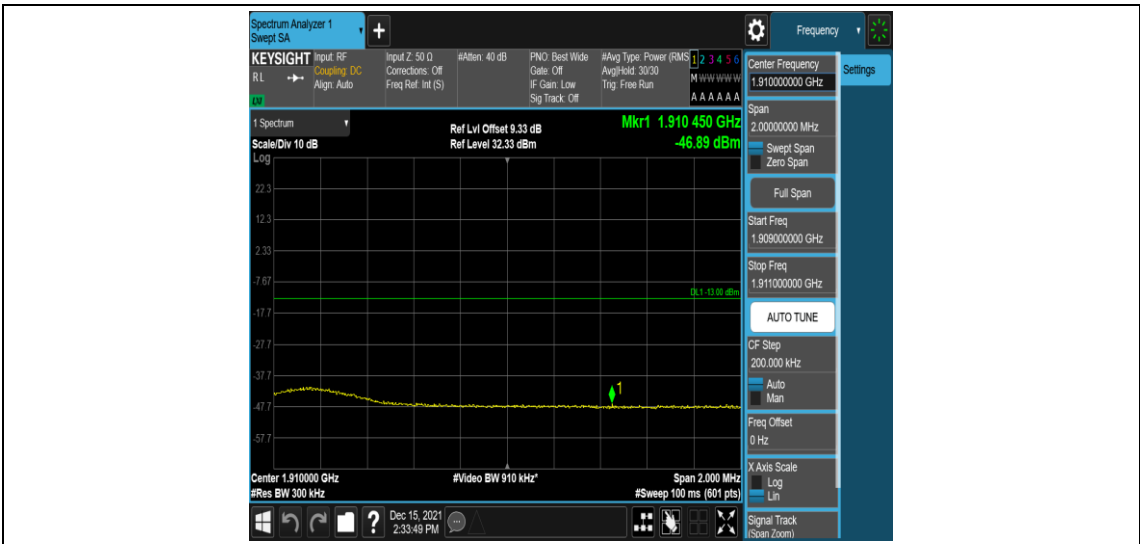 Spectrum Analyzer 1
Swept SA
+
Frequency
KEYSIGHT
RL
LXI
Input: RF
Coupling: DC
Align: Auto
Input Z: 50 Ω
Corrections: Off
Freq Ref: Int (S)
#Atten: 40 dB
PNO: Best Wide
Gate: Off
IF Gain: Low
Sig Track: Off
#Avg Type: Power (RMS
Avg|Hold: 30/30
Trig: Free Run
1 2 3 4 5 6
M W W W W W
A A A A A A
1 Spectrum
Scale/Div 10 dB
Log
Ref Lvl Offset 9.33 dB
Ref Level 32.33 dBm
Mkr1 1.910 450 GHz
-46.89 dBm
22.3
12.3
2.33
-7.67
-17.7
-27.7
-37.7
-47.7
-57.7
DL1 -13.00 dBm
1
Center 1.910000 GHz
#Res BW 300 kHz
#Video BW 910 kHz*
Span 2.000 MHz
#Sweep 100 ms (601 pts)
Center Frequency
1.910000000 GHz
Settings
Span
2.00000000 MHz
Swept Span
Zero Span
Full Span
Start Freq
1.909000000 GHz
Stop Freq
1.911000000 GHz
AUTO TUNE
CF Step
200.000 kHz
Auto
Man
Freq Offset
0 Hz
X Axis Scale
Log
Lin
Signal Track
(Span Zoom)
?
Dec 15, 2021
2:33:49 PM